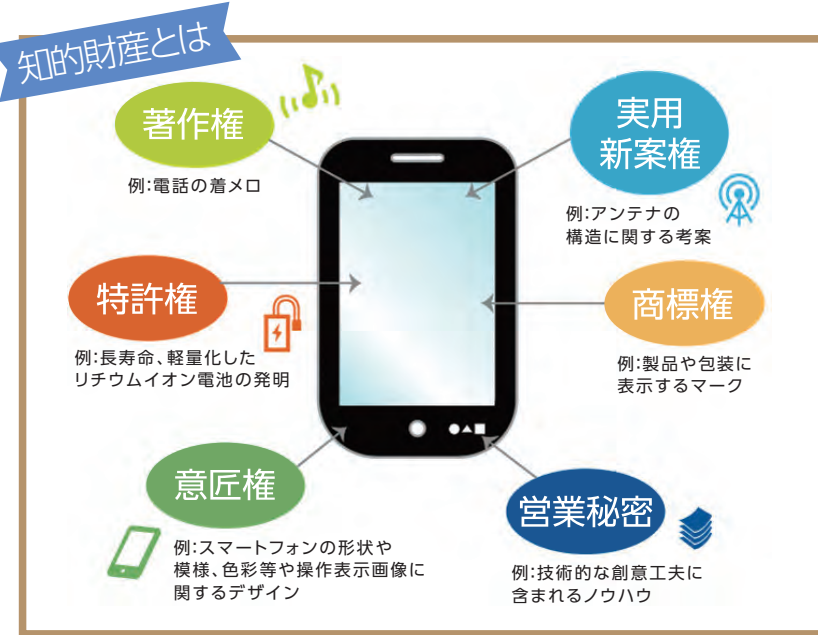 知的財産とは
著作権
例:電話の着メロ
実用
新案権
例:アンテナの
構造に関する考案
特許権
例:長寿命、軽量化した
リチウムイオン電池の発明
商標権
例:製品や包装に
表示するマーク
意匠権
例:スマートフォンの形状や
模様、色彩等や操作表示画像に
関するデザイン
営業秘密
例:技術的な創意工夫に
含まれるノウハウ